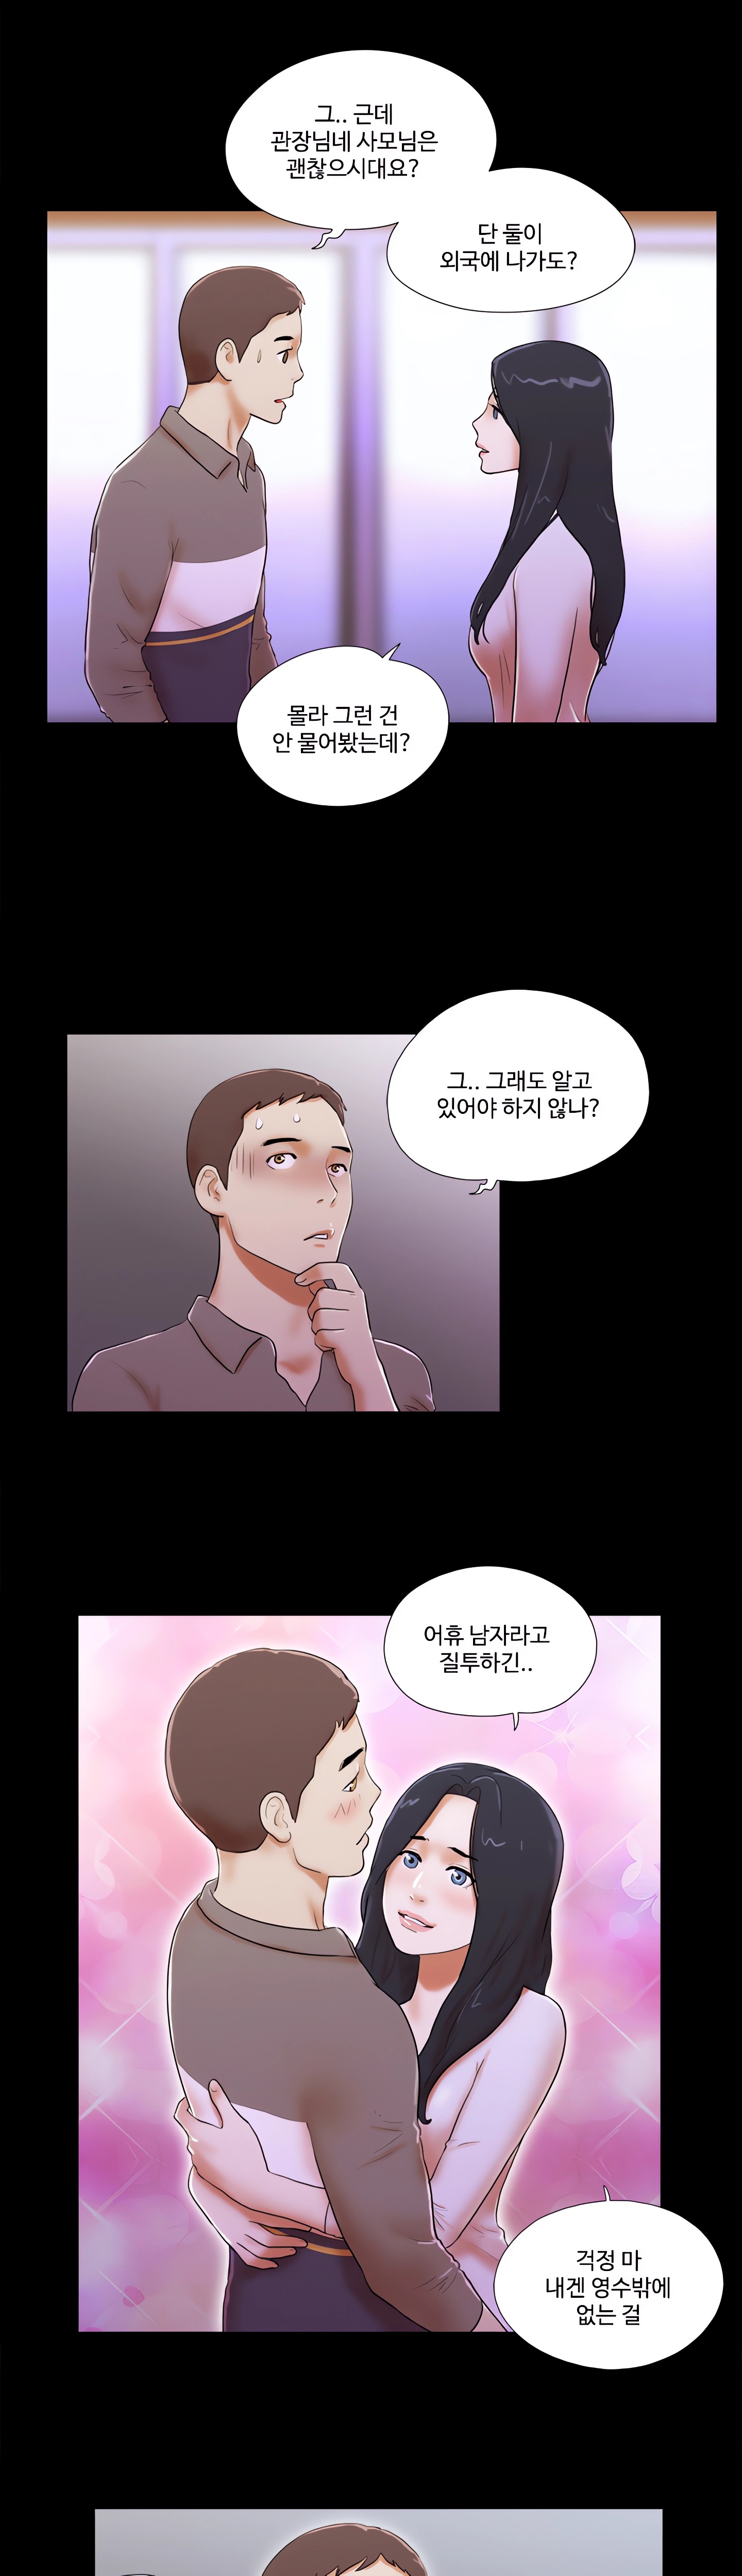 그.. 근데
관장님네 사모님은
괜찮으시대요?
단 둘이
외국에 나가도?
몰라 그런 건
안 물어봤는데?
그.. 그래도 알고
있어야 하지 않나?
어휴 남자라고
질투하긴..
걱정 마
내겐 영수밖에
없는 걸